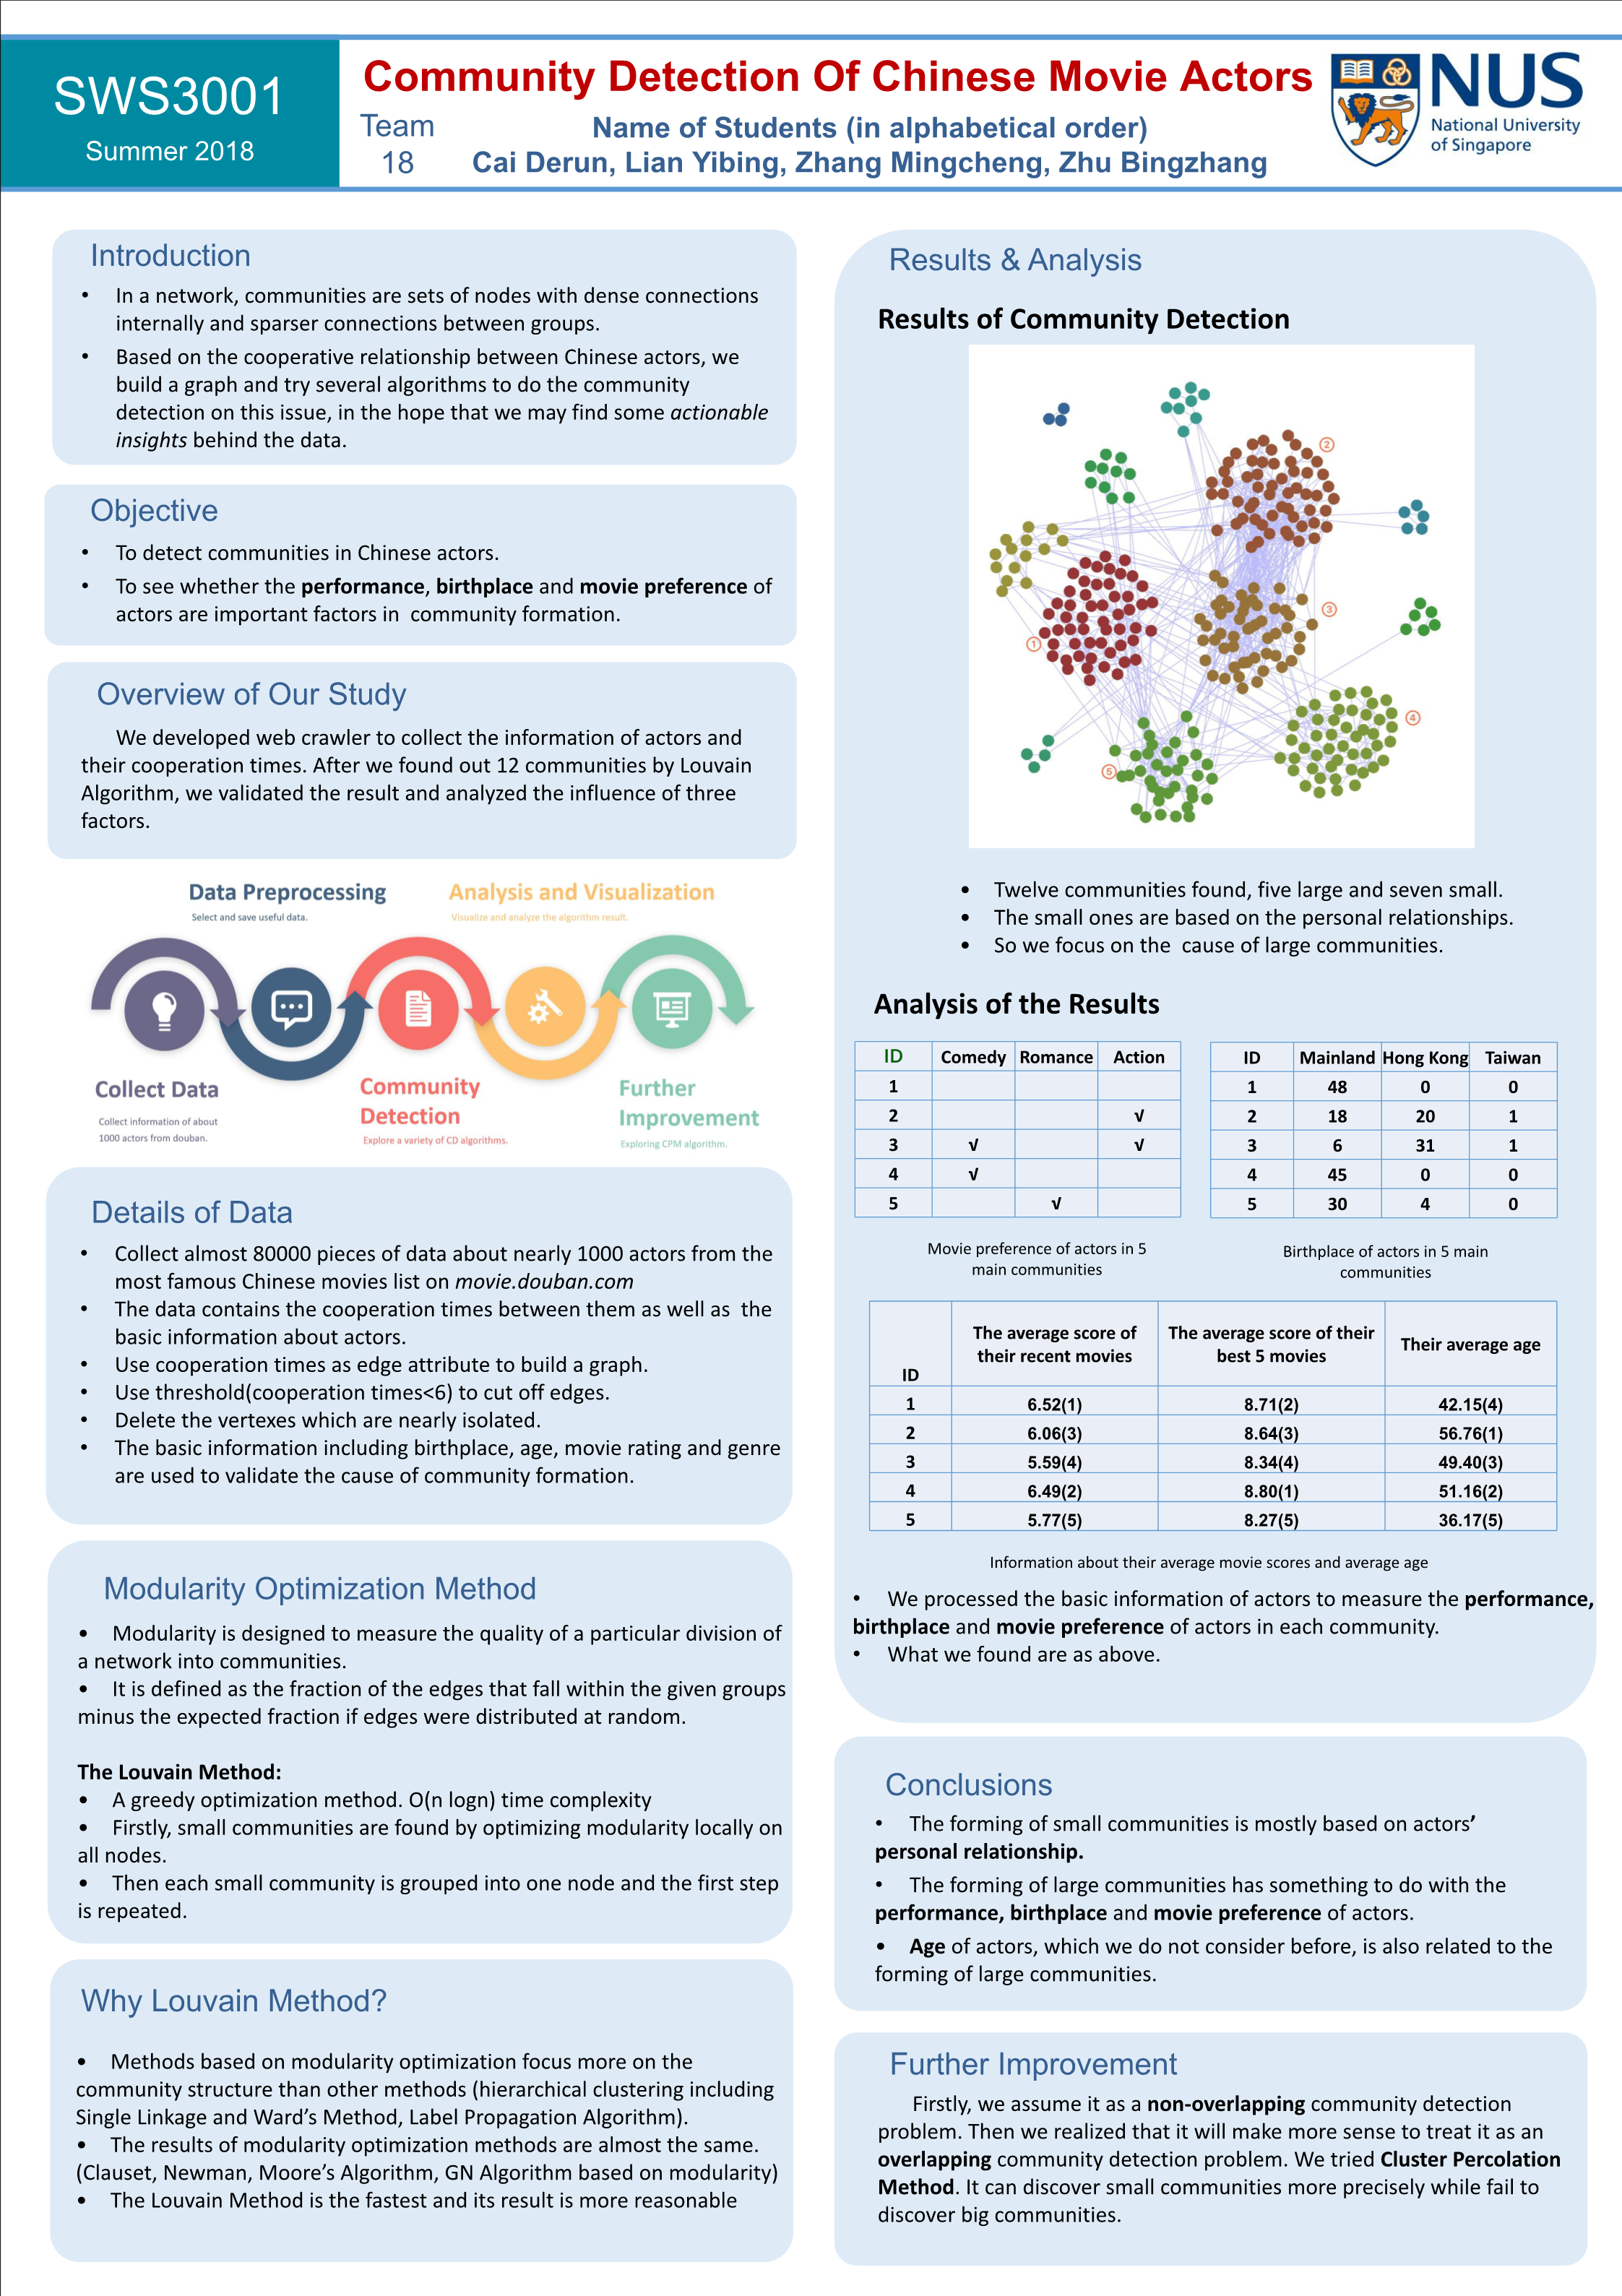 SWS3001
Summer 2018
Community Detection Of Chinese Movie Actors
Team
18
Name of Students (in alphabetical order)
Cai Derun, Lian Yibing, Zhang Mingcheng, Zhu Bingzhang
NUS
National University
of Singapore
Introduction
• In a network, communities are sets of nodes with dense connections
internally and sparser connections between groups.
• Based on the cooperative relationship between Chinese actors, we
build a graph and try several algorithms to do the community
detection on this issue, in the hope that we may find some actionable
insights behind the data.
Objective
• To detect communities in Chinese actors.
• To see whether the performance, birthplace and movie preference of
actors are important factors in  community formation.
Overview of Our Study
We developed web crawler to collect the information of actors and
their cooperation times. After we found out 12 communities by Louvain
Algorithm, we validated the result and analyzed the influence of three
factors.
Data Preprocessing
Select and save useful data.
Analysis and Visualization
Visualize and analyze the algorithm result.
Collect Data
Collect information of about
1000 actors from douban.
Community
Detection
Explore a variety of CD algorithms.
Further
Improvement
Exploring CPM algorithm.
Details of Data
• Collect almost 80000 pieces of data about nearly 1000 actors from the
most famous Chinese movies list on movie.douban.com
• The data contains the cooperation times between them as well as  the
basic information about actors.
• Use cooperation times as edge attribute to build a graph.
• Use threshold(cooperation times<6) to cut off edges.
• Delete the vertexes which are nearly isolated.
• The basic information including birthplace, age, movie rating and genre
are used to validate the cause of community formation.
Modularity Optimization Method
• Modularity is designed to measure the quality of a particular division of
a network into communities.
• It is defined as the fraction of the edges that fall within the given groups
minus the expected fraction if edges were distributed at random.
The Louvain Method:
• A greedy optimization method. O(n logn) time complexity
• Firstly, small communities are found by optimizing modularity locally on
all nodes.
• Then each small community is grouped into one node and the first step
is repeated.
Why Louvain Method?
• Methods based on modularity optimization focus more on the
community structure than other methods (hierarchical clustering including
Single Linkage and Ward's Method, Label Propagation Algorithm).
• The results of modularity optimization methods are almost the same.
(Clauset, Newman, Moore's Algorithm, GN Algorithm based on modularity)
• The Louvain Method is the fastest and its result is more reasonable
Results & Analysis
Results of Community Detection
②
③
①
④
⑤
• Twelve communities found, five large and seven small.
• The small ones are based on the personal relationships.
• So we focus on the  cause of large communities.
Analysis of the Results
ID Comedy Romance Action
1
2 √
3 √ √
4 √
5 √
Movie preference of actors in 5
main communities
ID Mainland Hong Kong Taiwan
1 48 0 0
2 18 20 1
3 6 31 1
4 45 0 0
5 30 4 0
Birthplace of actors in 5 main
communities
The average score of The average score of their
their recent movies best 5 movies Their average age
ID
1 6.52(1) 8.71(2) 42.15(4)
2 6.06(3) 8.64(3) 56.76(1)
3 5.59(4) 8.34(4) 49.40(3)
4 6.49(2) 8.80(1) 51.16(2)
5 5.77(5) 8.27(5) 36.17(5)
Information about their average movie scores and average age
• We processed the basic information of actors to measure the performance,
birthplace and movie preference of actors in each community.
• What we found are as above.
Conclusions
• The forming of small communities is mostly based on actors'
personal relationship.
• The forming of large communities has something to do with the
performance, birthplace and movie preference of actors.
• Age of actors, which we do not consider before, is also related to the
forming of large communities.
Further Improvement
Firstly, we assume it as a non-overlapping community detection
problem. Then we realized that it will make more sense to treat it as an
overlapping community detection problem. We tried Cluster Percolation
Method. It can discover small communities more precisely while fail to
discover big communities.